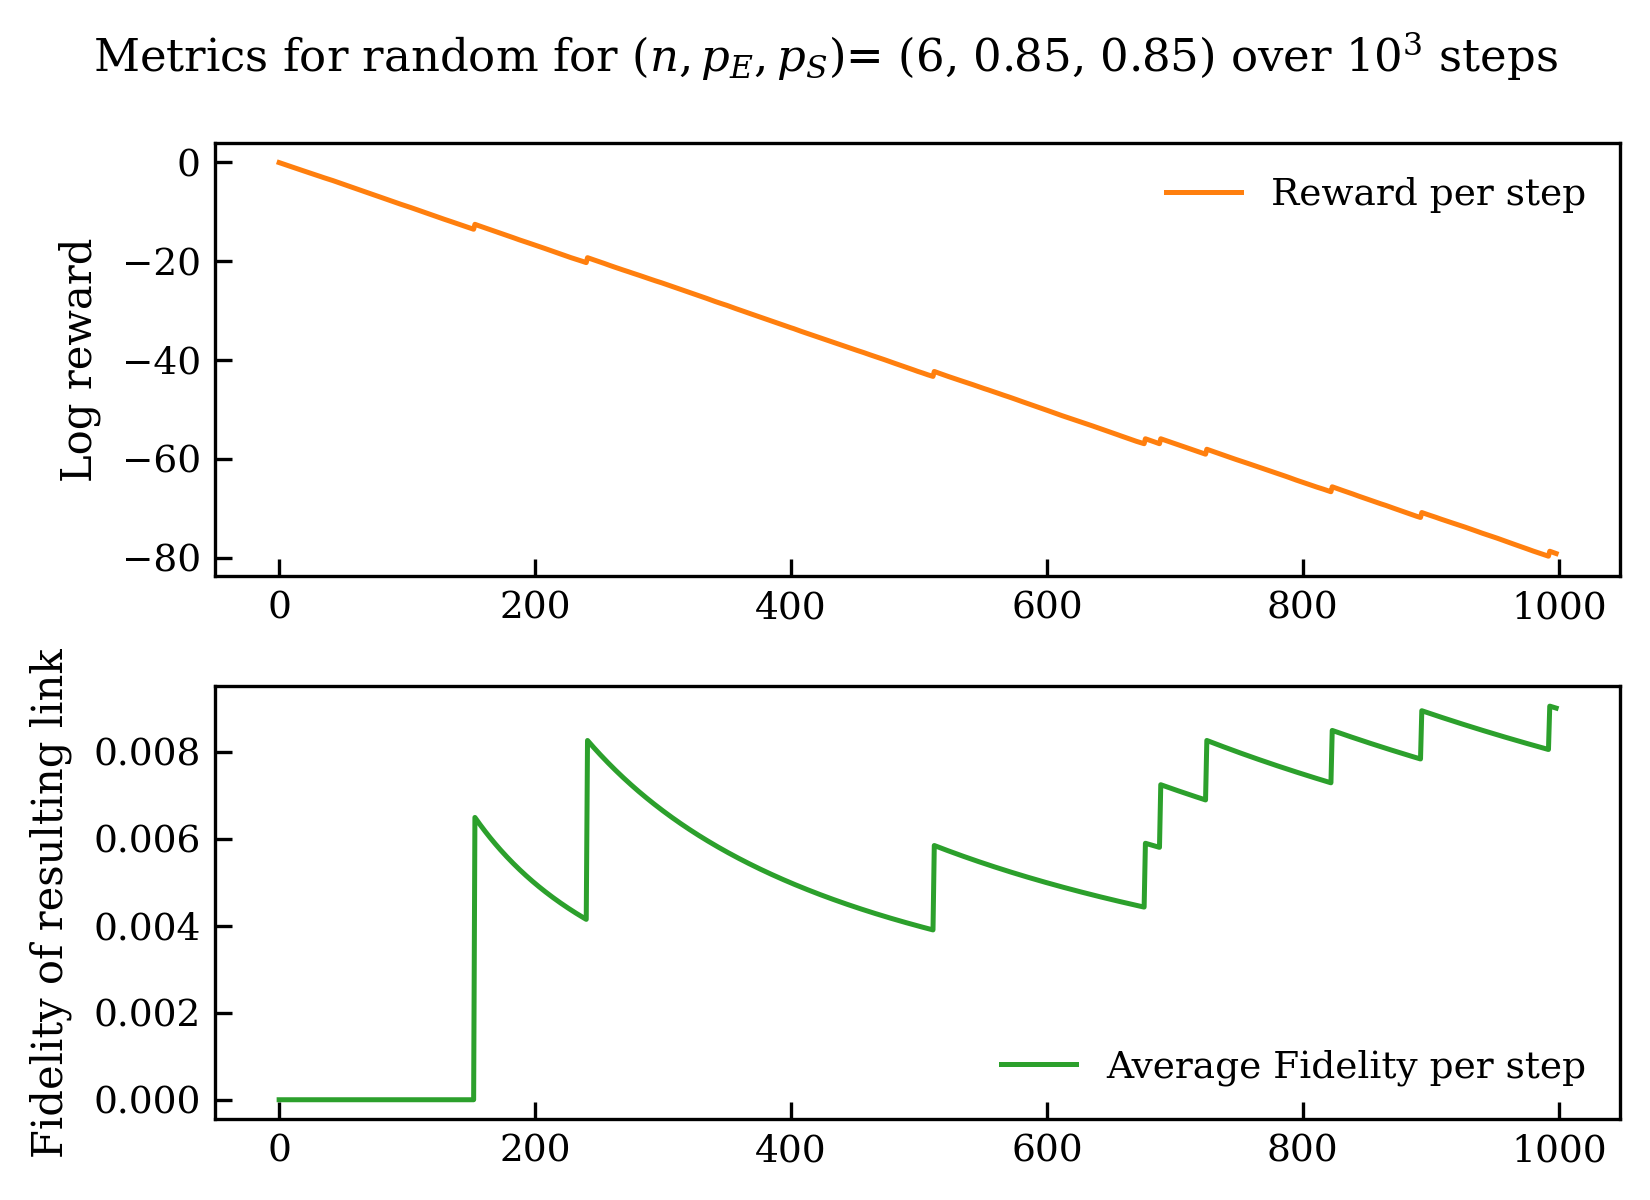 Metrics for random for (n, p_E, p_S)= (6, 0.85, 0.85) over 10³ steps
Log reward
0
−20
−40
−60
−80
Reward per step
0 200 400 600 800 1000
Fidelity of resulting link
0.008
0.006
0.004
0.002
0.000
Average Fidelity per step
0 200 400 600 800 1000